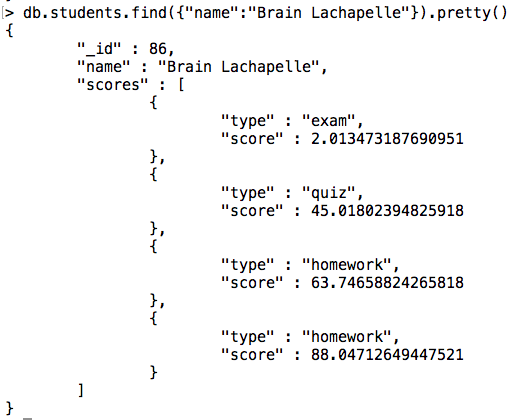 > db.students.find({"name":"Brain Lachapelle"}).pretty()
{
        "_id" : 86,
        "name" : "Brain Lachapelle",
        "scores" : [
                {
                        "type" : "exam",
                        "score" : 2.013473187690951
                },
                {
                        "type" : "quiz",
                        "score" : 45.01802394825918
                },
                {
                        "type" : "homework",
                        "score" : 63.74658824265818
                },
                {
                        "type" : "homework",
                        "score" : 88.04712649447521
                }
        ]
}